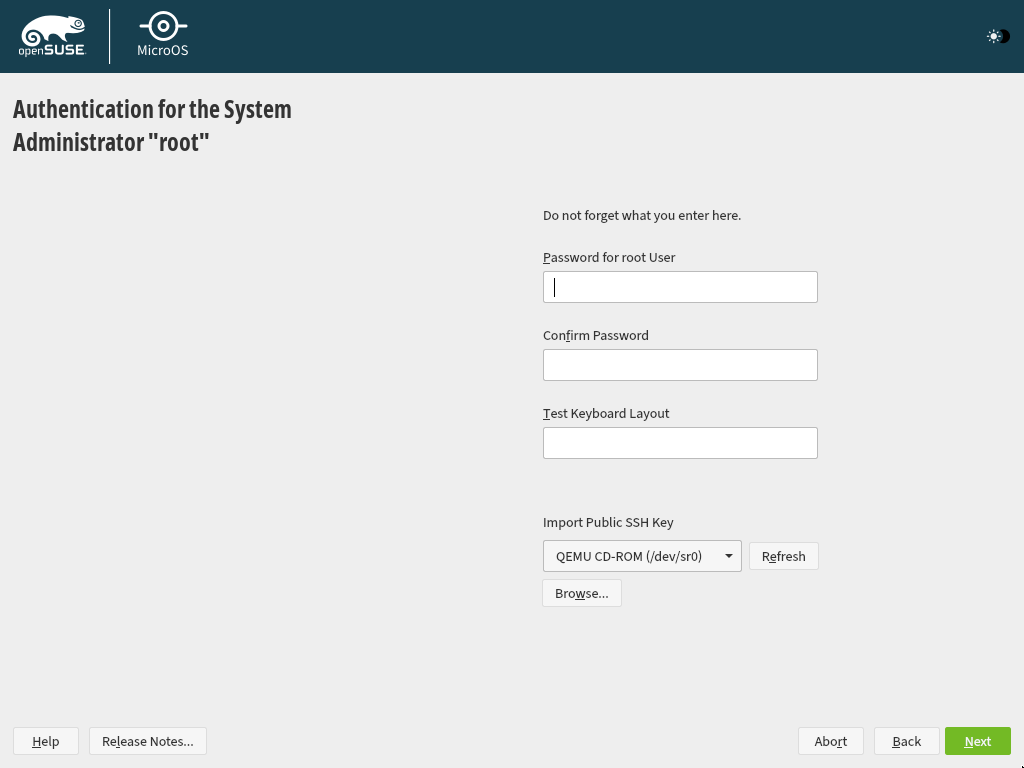 openSUSE
MicroOS
Authentication for the System
Administrator "root"
Do not forget what you enter here.
Password for root User
Confirm Password
Test Keyboard Layout
Import Public SSH Key
QEMU CD-ROM (/dev/sr0)
Refresh
Browse...
Help
Release Notes...
Abort
Back
Next